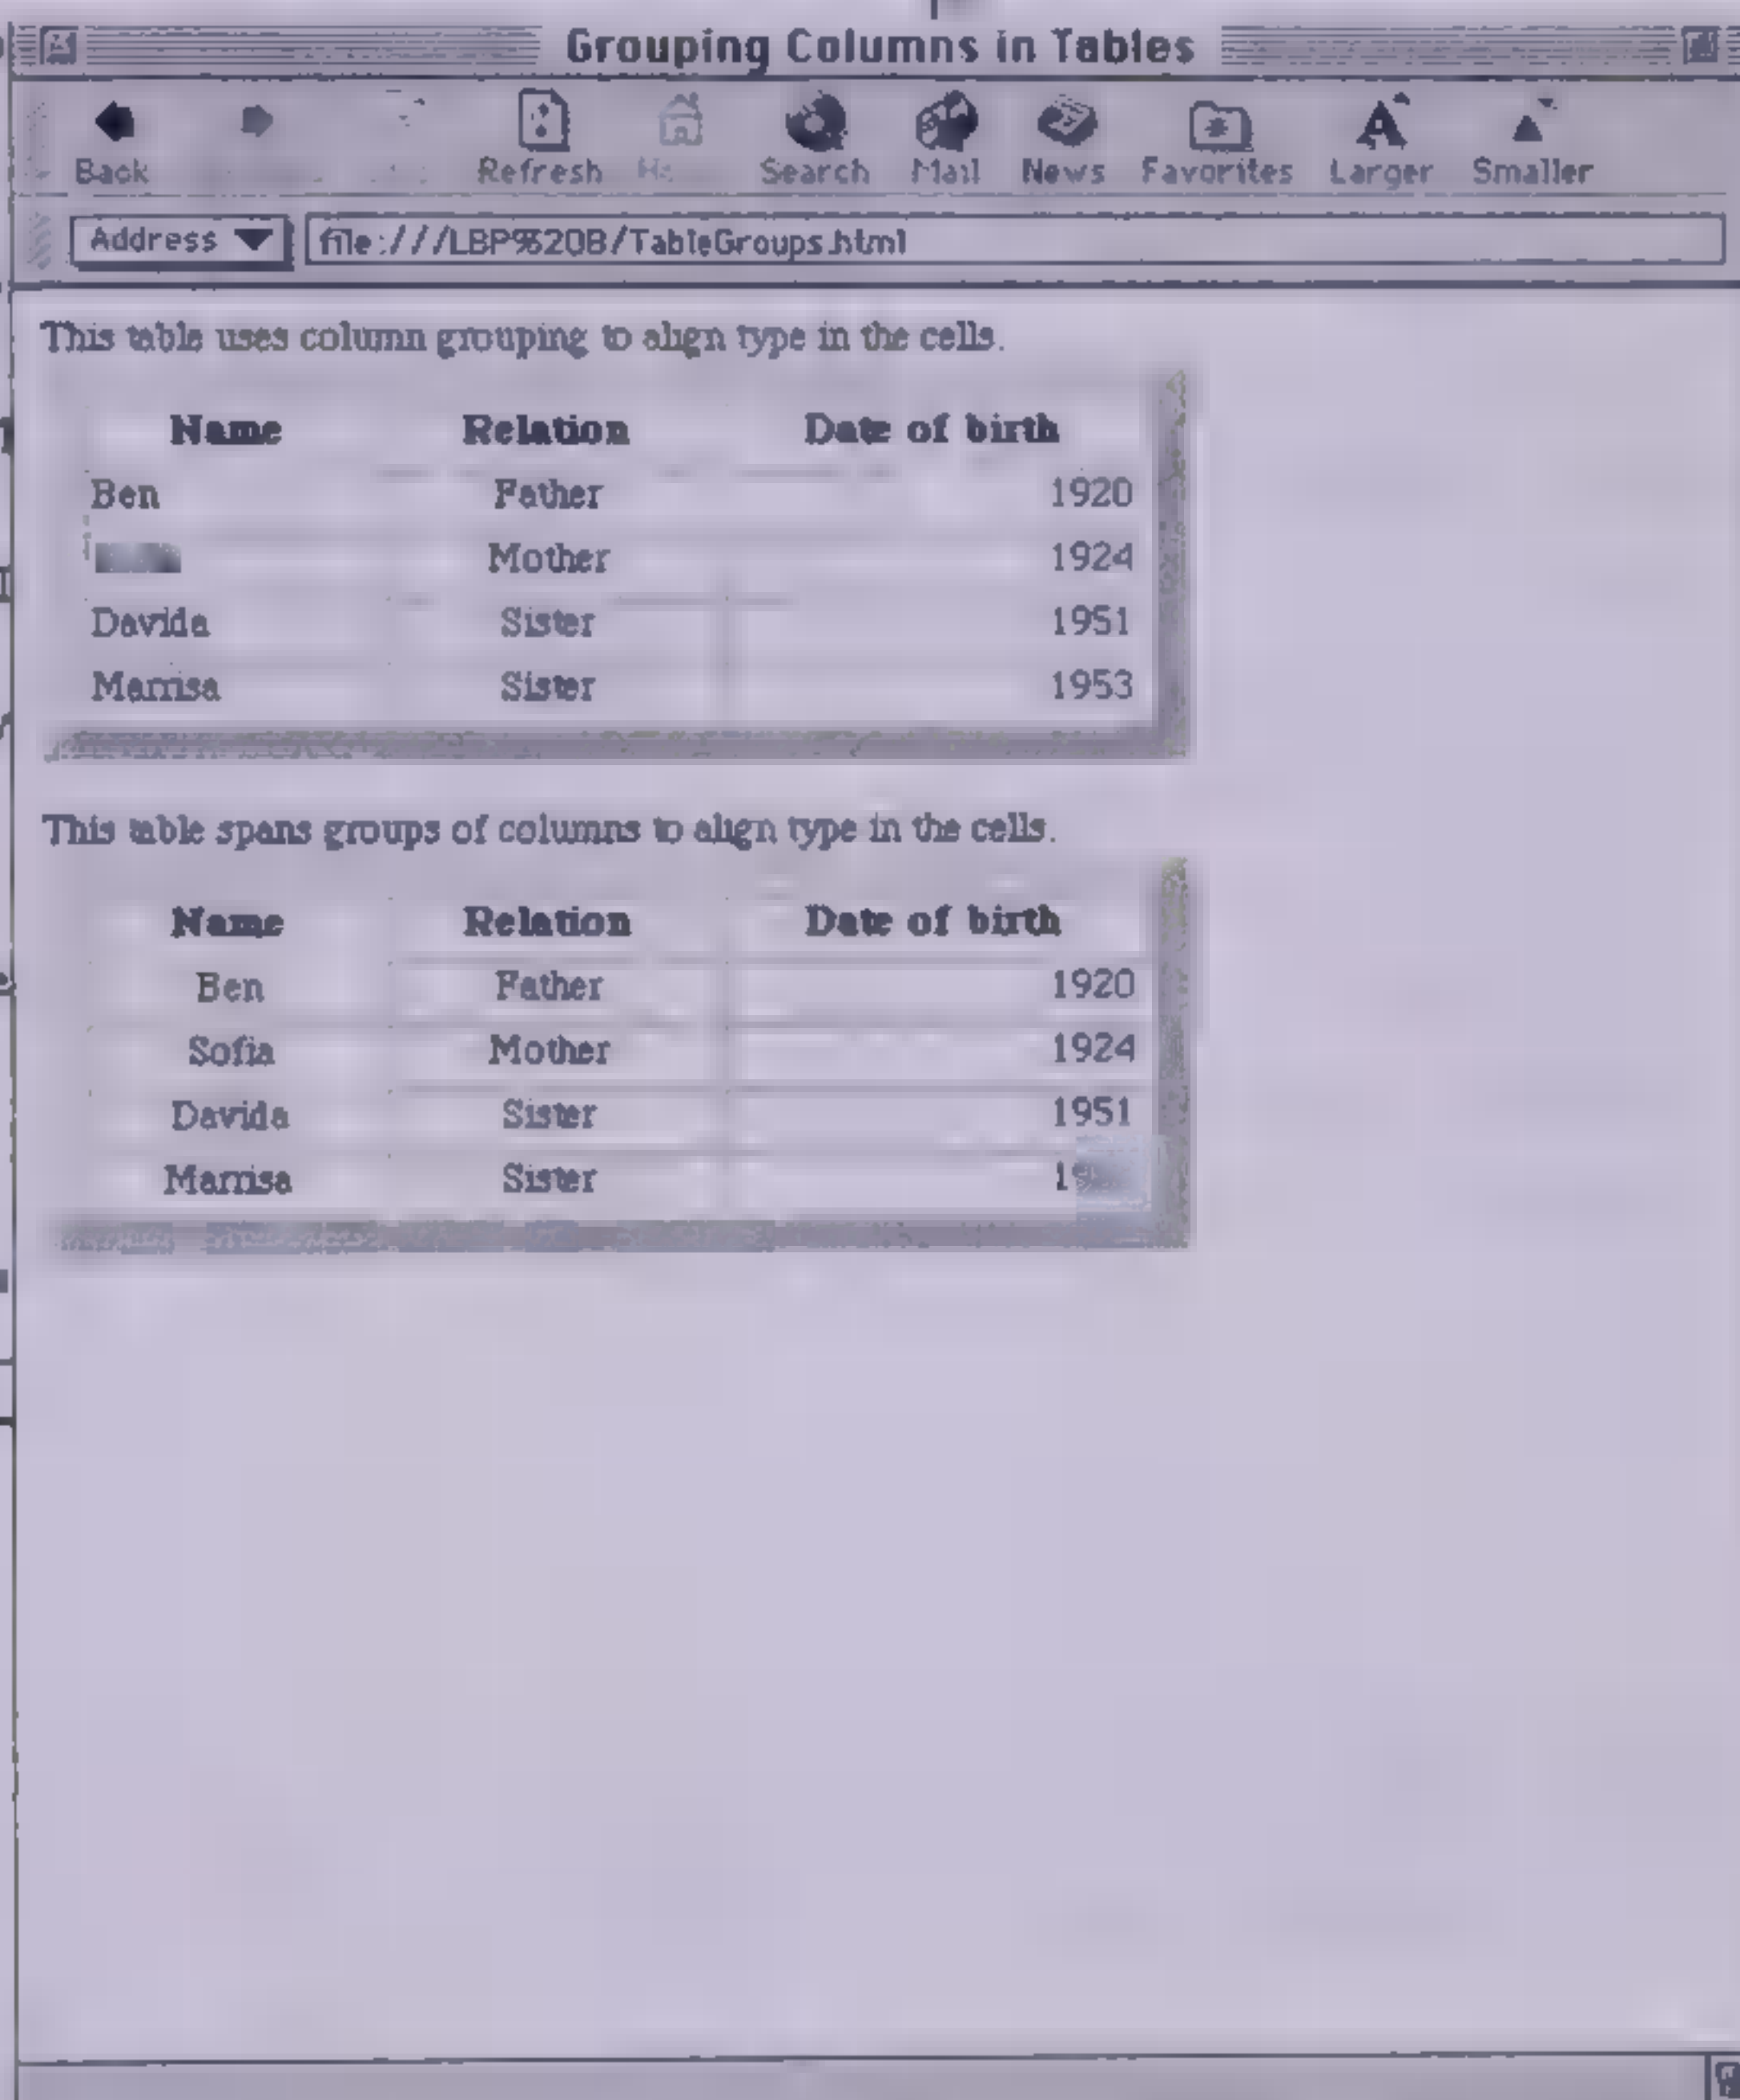 Grouping Columns in Tables
Back Refresh Search Mail News Favorites Larger Smaller
Address file:///LBP%20B/TableGroups.html
This table uses column grouping to align type in the cells.
Name Relation Date of birth
Ben Father 1920
Mother 1924
Davida Sister 1951
Marrisa Sister 1953
This table spans groups of columns to align type in the cells.
Name Relation Date of birth
Ben Father 1920
Sofia Mother 1924
Davida Sister 1951
Marrisa Sister